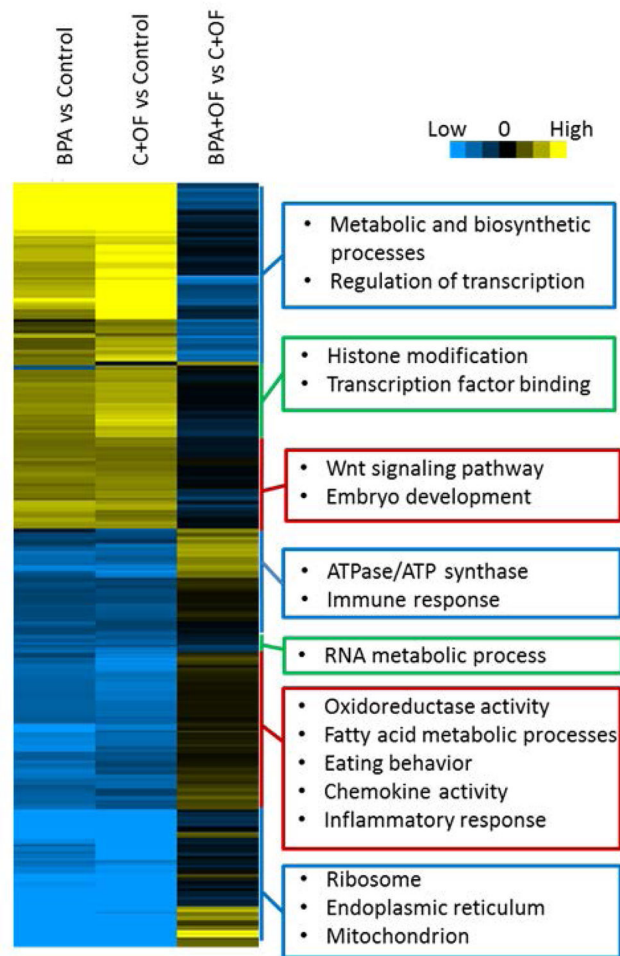 BPA vs Control
C+OF vs Control
BPA+OF vs C+OF
Low 0 High
• Metabolic and biosynthetic
processes
• Regulation of transcription
• Histone modification
• Transcription factor binding
• Wnt signaling pathway
• Embryo development
• ATPase/ATP synthase
• Immune response
• RNA metabolic process
• Oxidoreductase activity
• Fatty acid metabolic processes
• Eating behavior
• Chemokine activity
• Inflammatory response
• Ribosome
• Endoplasmic reticulum
• Mitochondrion